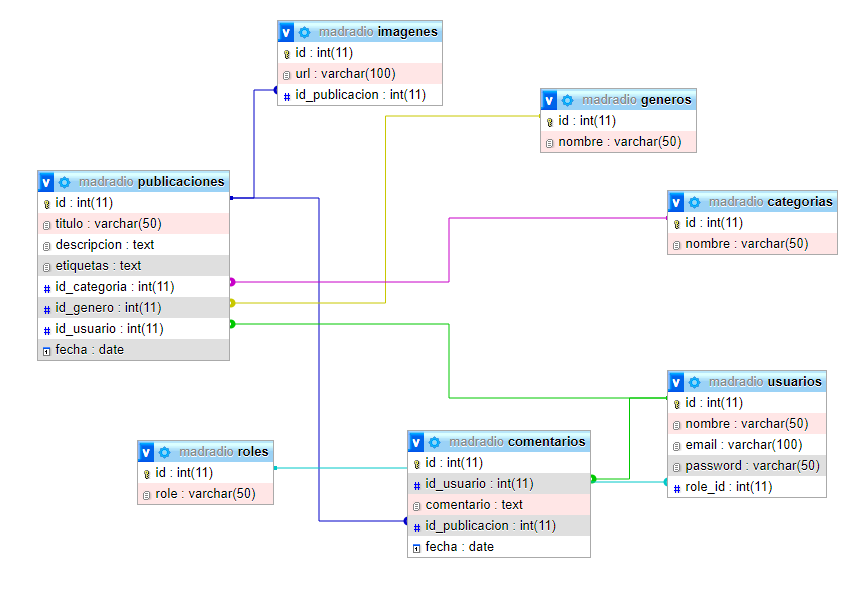 v madradio imagenes
id : int(11)
url : varchar(100)
# id_publicacion : int(11)
v madradio generos
id : int(11)
nombre : varchar(50)
v madradio publicaciones
id : int(11)
titulo : varchar(50)
descripcion : text
etiquetas : text
# id_categoria : int(11)
# id_genero : int(11)
# id_usuario : int(11)
fecha : date
v madradio categorias
id : int(11)
nombre : varchar(50)
v madradio usuarios
id : int(11)
nombre : varchar(50)
email : varchar(100)
password : varchar(50)
# role_id : int(11)
v madradio roles
id : int(11)
role : varchar(50)
v madradio comentarios
id : int(11)
# id_usuario : int(11)
comentario : text
# id_publicacion : int(11)
fecha : date